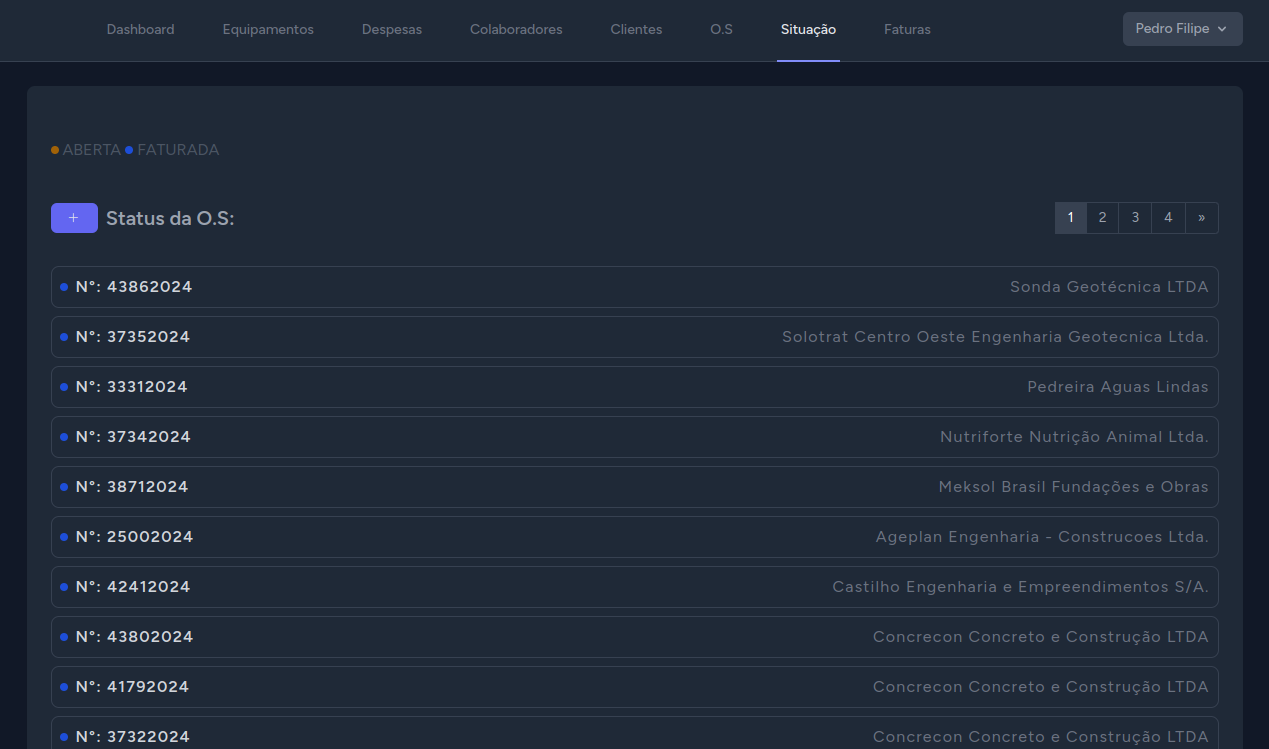 Dashboard Equipamentos Despesas Colaboradores Clientes O.S Situação Faturas Pedro Filipe
ABERTA FATURADA
+ Status da O.S: 1 2 3 4 »
N°: 43862024 Sonda Geotécnica LTDA
N°: 37352024 Solotrat Centro Oeste Engenharia Geotecnica Ltda.
N°: 33312024 Pedreira Aguas Lindas
N°: 37342024 Nutriforte Nutrição Animal Ltda.
N°: 38712024 Meksol Brasil Fundações e Obras
N°: 25002024 Ageplan Engenharia - Construcoes Ltda.
N°: 42412024 Castilho Engenharia e Empreendimentos S/A.
N°: 43802024 Concrecon Concreto e Construção LTDA
N°: 41792024 Concrecon Concreto e Construção LTDA
N°: 37322024 Concrecon Concreto e Construção LTDA